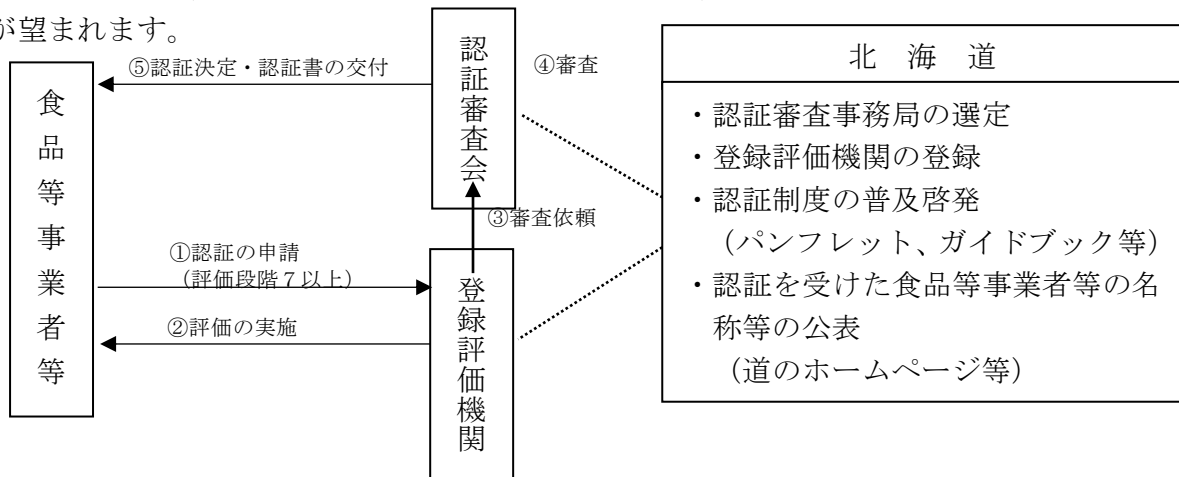 が望まれます。
食品等事業者等
⑤認証決定・認証書の交付
認証審査会
④審査
③審査依頼
①認証の申請
(評価段階７以上)
②評価の実施
登録評価機関
北　海　道
・認証審査事務局の選定
・登録評価機関の登録
・認証制度の普及啓発
（パンフレット、ガイドブック等）
・認証を受けた食品等事業者等の名
称等の公表
（道のホームページ等）